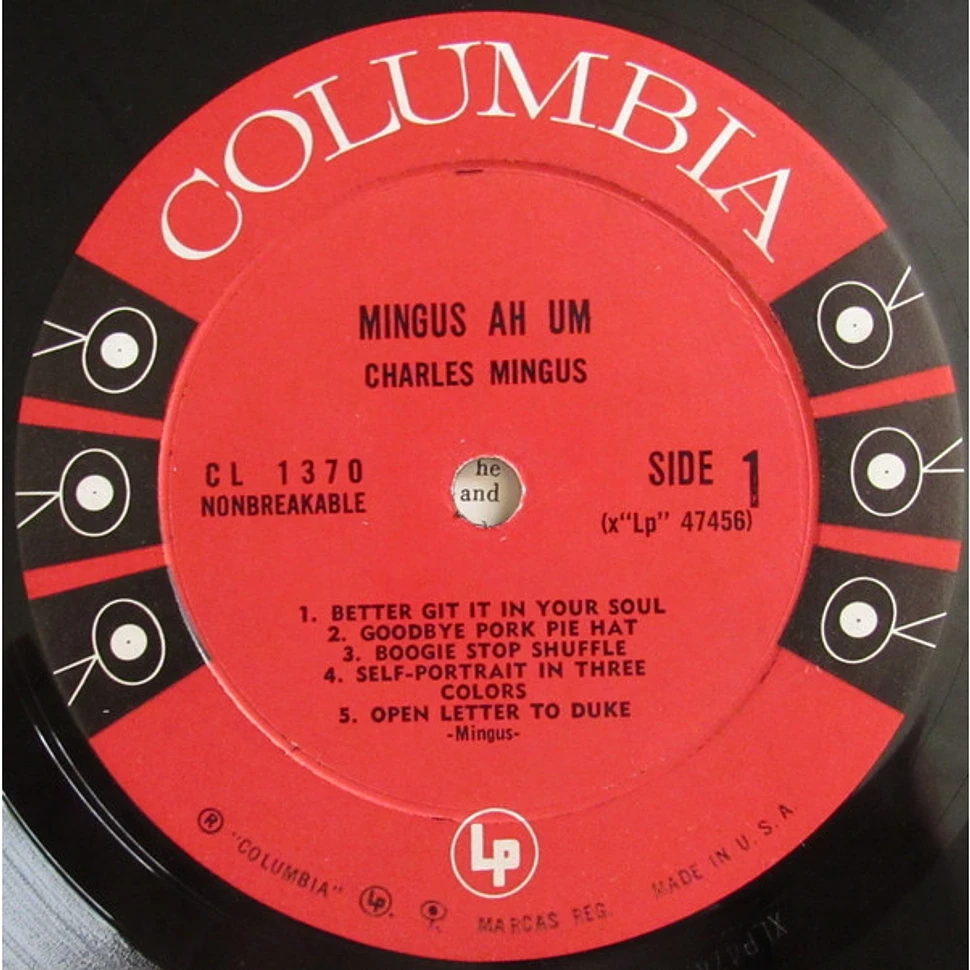 COLUMBIA
MINGUS AH UM
CHARLES MINGUS
CL 1370
NONBREAKABLE
he
and
SIDE 1
(x"Lp" 47456)
1. BETTER GIT IT IN YOUR SOUL
2. GOODBYE PORK PIE HAT
3. BOOGIE STOP SHUFFLE
4. SELF-PORTRAIT IN THREE
COLORS
5. OPEN LETTER TO DUKE
-Mingus-
Lp
® "COLUMBIA" Lp. MARCAS REG. MADE IN U.S.A.